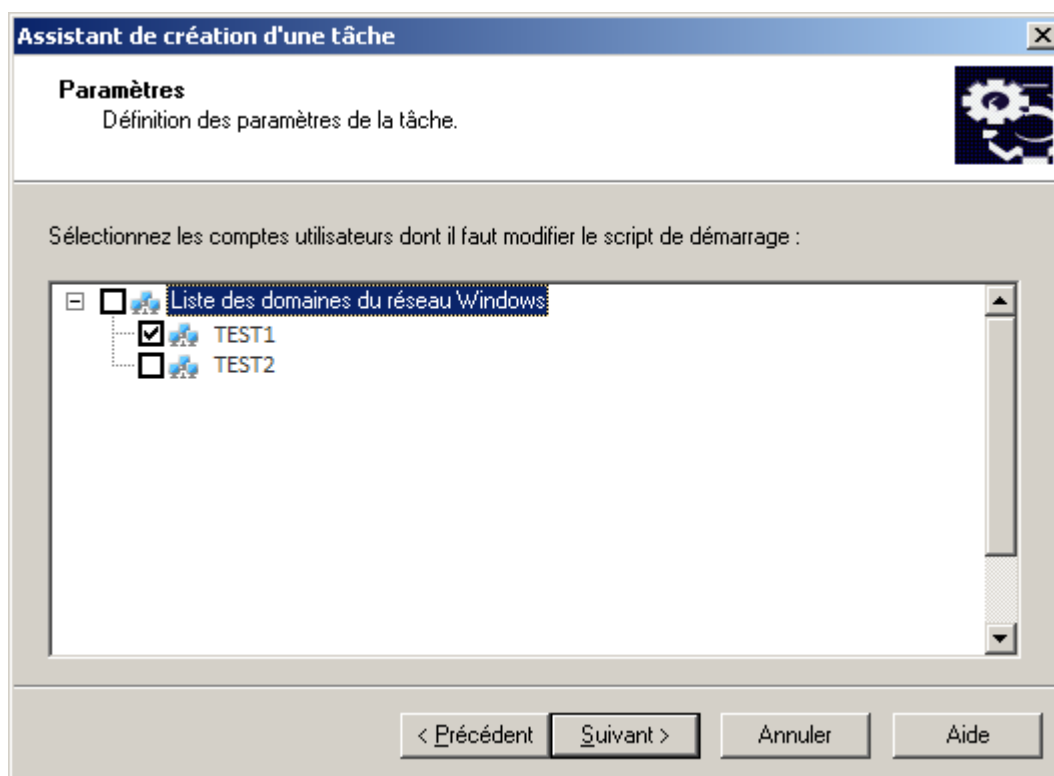 Assistant de création d'une tâche
Paramètres
Définition des paramètres de la tâche.
Sélectionnez les comptes utilisateurs dont il faut modifier le script de démarrage :
Liste des domaines du réseau Windows
TEST1
TEST2
< Précédent Suivant > Annuler Aide